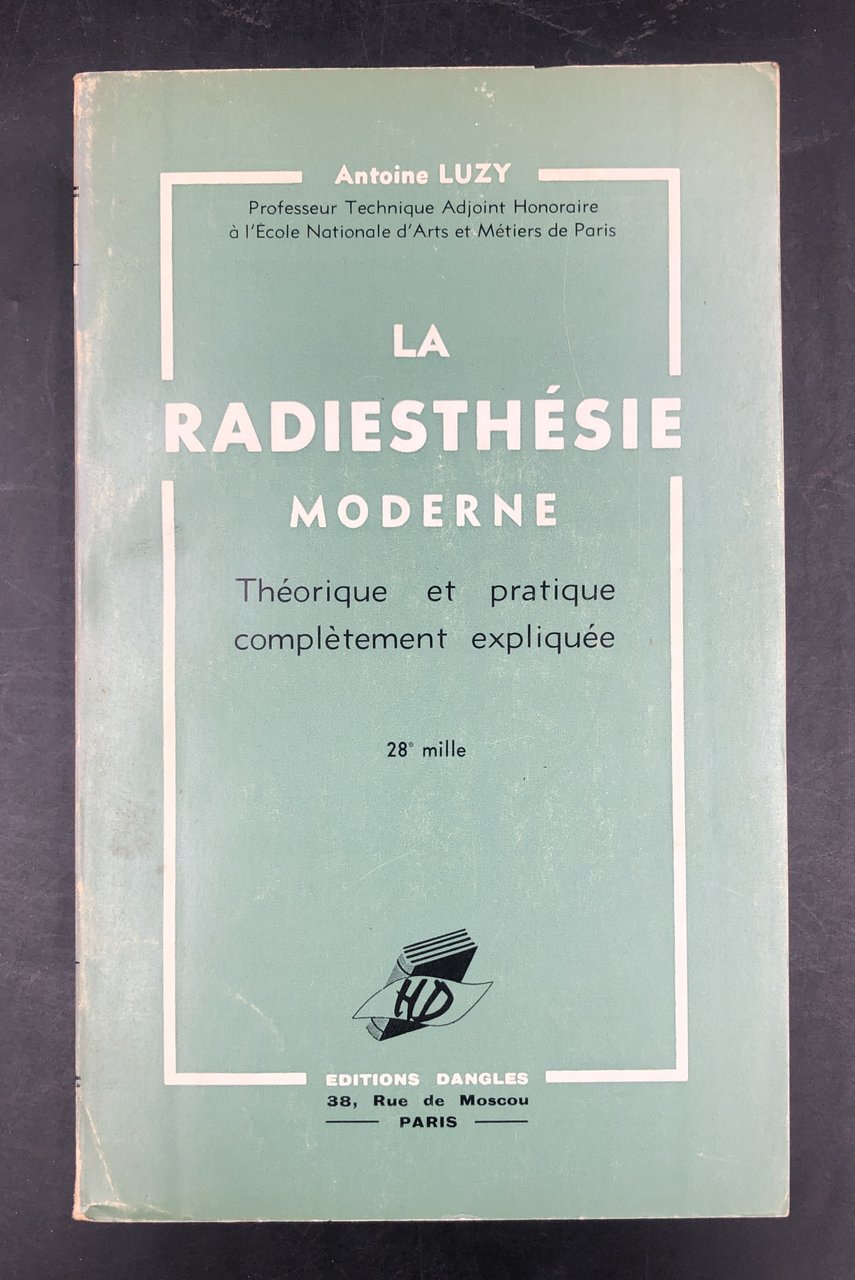 Antoine LUZY
Professeur Technique Adjoint Honoraire
à l'École Nationale d'Arts et Métiers de Paris
LA
RADIESTHÉSIE
MODERNE
Théorique et pratique
complètement expliquée
28e mille
HD
EDITIONS DANGLES
38, Rue de Moscou
PARIS